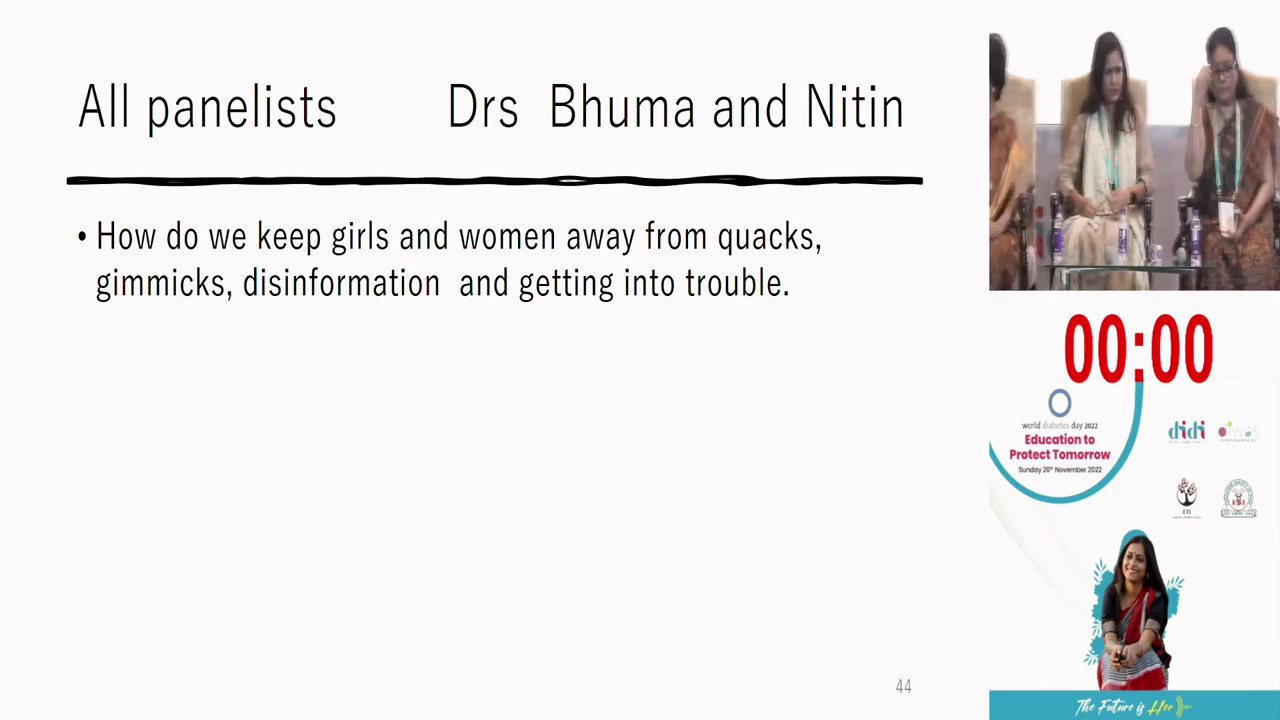 All panelists Drs Bhuma and Nitin
• How do we keep girls and women away from quacks,
gimmicks, disinformation and getting into trouble.
44
00:00
world diabetes day 2022
Education to
Protect Tomorrow
Sunday 20th November 2022
didi
The Future is Her